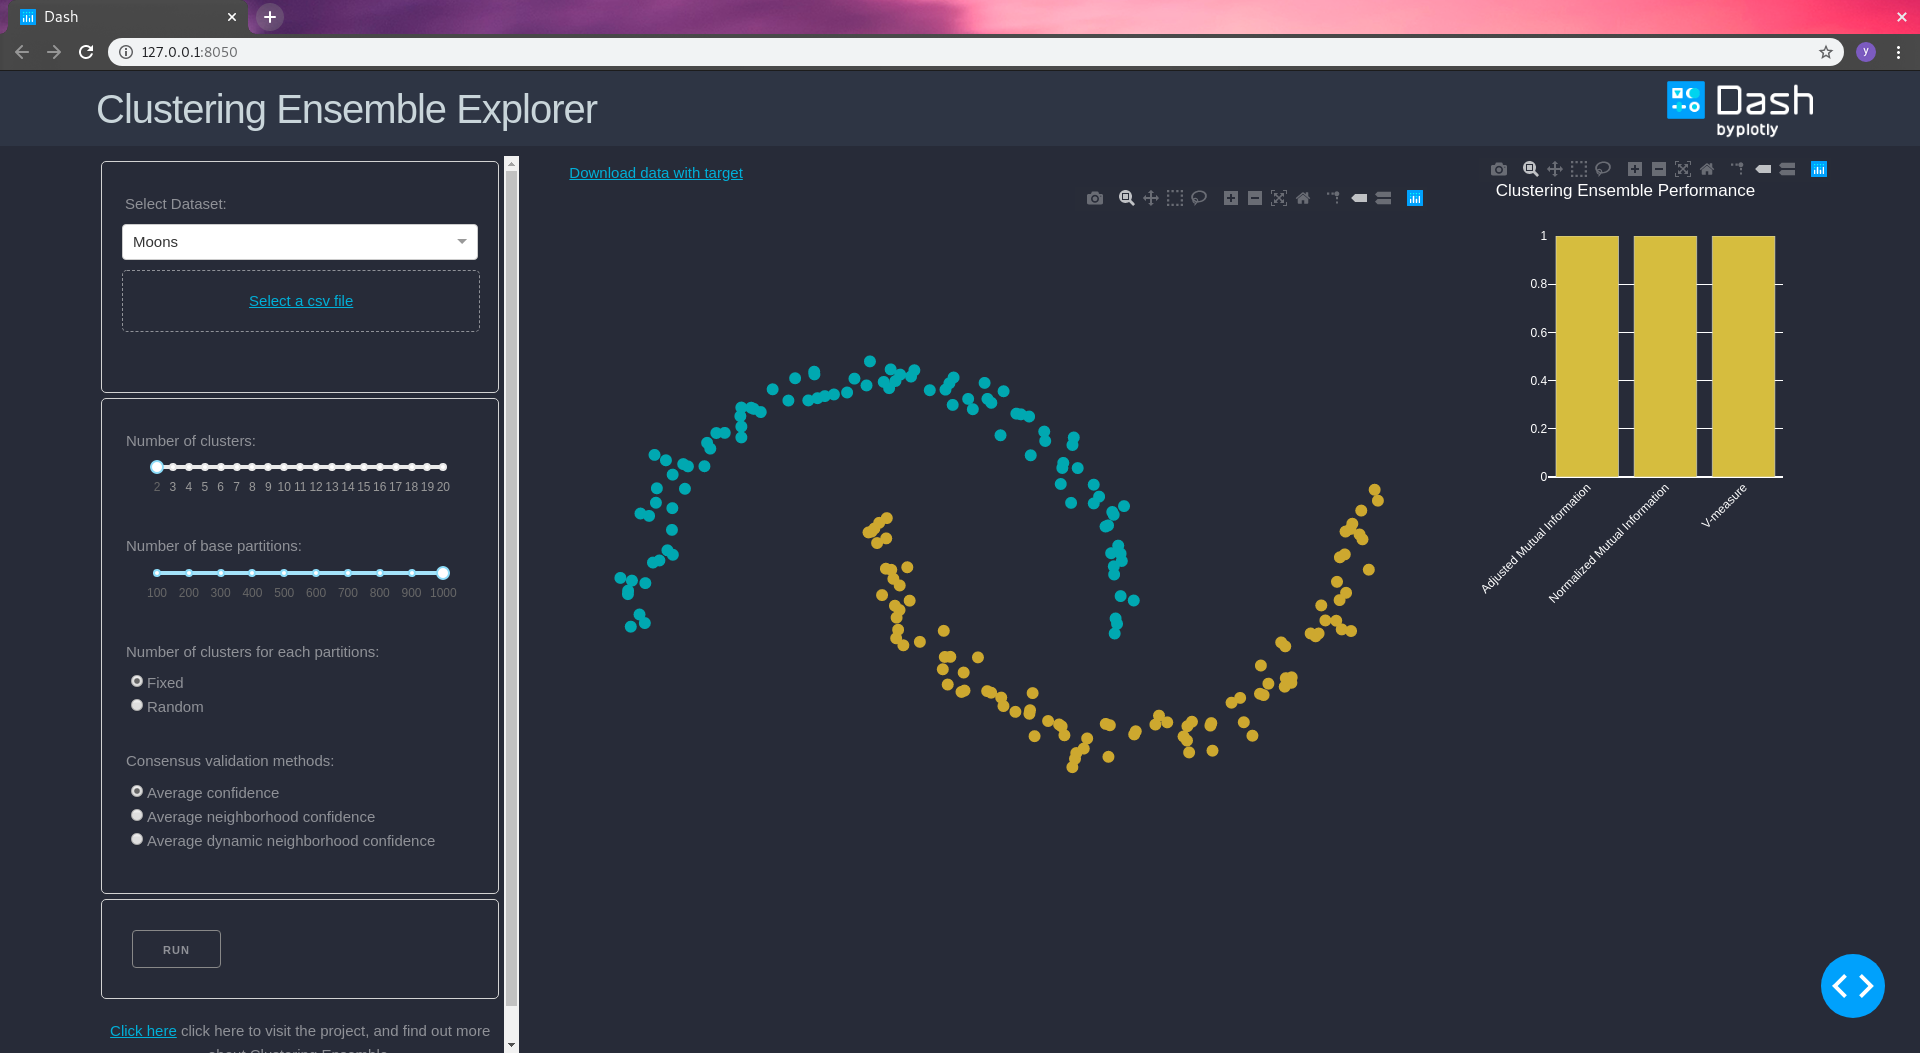 Dash
127.0.0.1:8050
y
Clustering Ensemble Explorer
Dash
by plotly
Select Dataset:
Moons
Select a csv file
Number of clusters:
2 3 4 5 6 7 8 9 10 11 12 13 14 15 16 17 18 19 20
Number of base partitions:
100 200 300 400 500 600 700 800 900 1000
Number of clusters for each partitions:
Fixed
Random
Consensus validation methods:
Average confidence
Average neighborhood confidence
Average dynamic neighborhood confidence
RUN
Click here click here to visit the project, and find out more
about Clustering Ensemble
Download data with target
Clustering Ensemble Performance
1
0.8
0.6
0.4
0.2
0
Adjusted Mutual Information
Normalized Mutual Information
V-measure